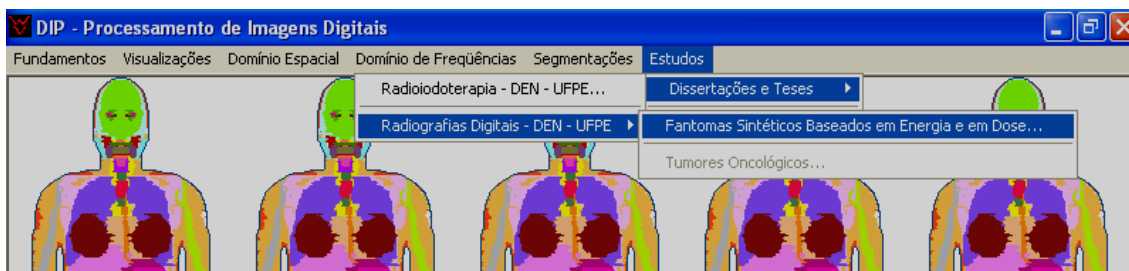 DIP - Processamento de Imagens Digitais
Fundamentos Visualizações Domínio Espacial Domínio de Freqüências Segmentações Estudos
Radioiodoterapia - DEN - UFPE... Dissertações e Teses
Radiografias Digitais - DEN - UFPE Fantomas Sintéticos Baseados em Energia e em Dose...
Tumores Oncológicos...